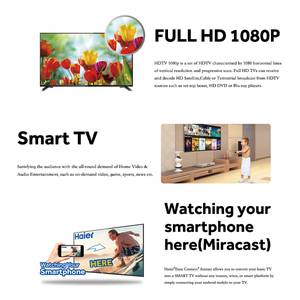 FULL HD 1080P
HDTV 1080p is a set of HDTV characterized by 1080 horizontal lines
of vertical resolution and progressive scan. Full HD TVs can receive
and decode HD Satellite,Cable or Terrestrial broadcast from HDTV
sources such as set-top boxes, HD DVD or Blu-ray players.
Smart TV
Satisfying the audience with the all-round demand of Home Video &
Audio Entertainment, such as on-demand video, game, sports, news etc.
Watching your
smartphone
here(Miracast)
Haier
Watching Your
Smartphone
HERE
Haier"Easy Connect" feature allows you to convert your basic TV
into a SMART TV without any remote, wires, or smart platform by
simply connecting your android mobile to your TV.